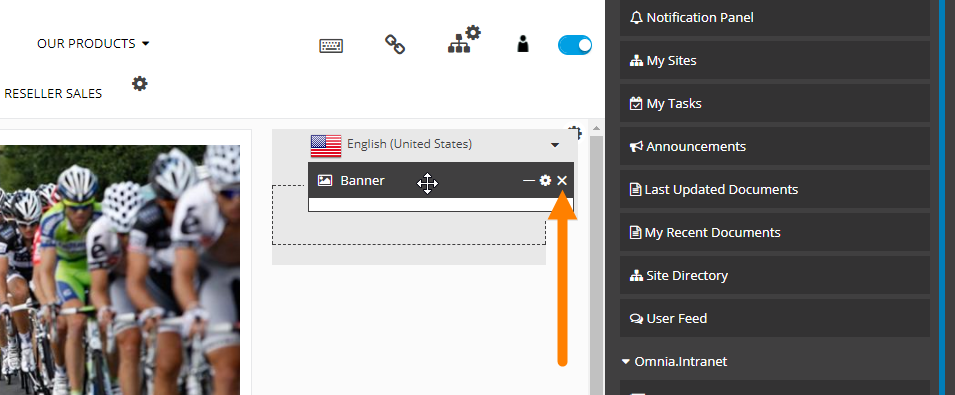 OUR PRODUCTS
RESELLER SALES
English (United States)
Banner
Notification Panel
My Sites
My Tasks
Announcements
Last Updated Documents
My Recent Documents
Site Directory
User Feed
Omnia.Intranet